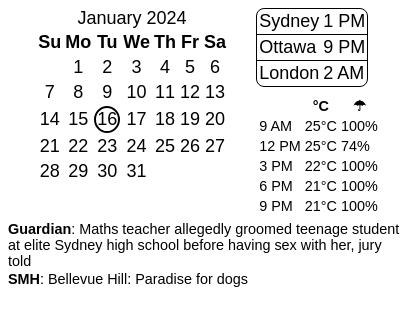 January 2024
Su Mo Tu We Th Fr Sa
1 2 3 4 5 6
7 8 9 10 11 12 13
14 15 16 17 18 19 20
21 22 23 24 25 26 27
28 29 30 31
Sydney 1 PM
Ottawa 9 PM
London 2 AM
°C ☂
9 AM 25°C 100%
12 PM 25°C 74%
3 PM 22°C 100%
6 PM 21°C 100%
9 PM 21°C 100%
Guardian: Maths teacher allegedly groomed teenage student
at elite Sydney high school before having sex with her, jury
told
SMH: Bellevue Hill: Paradise for dogs